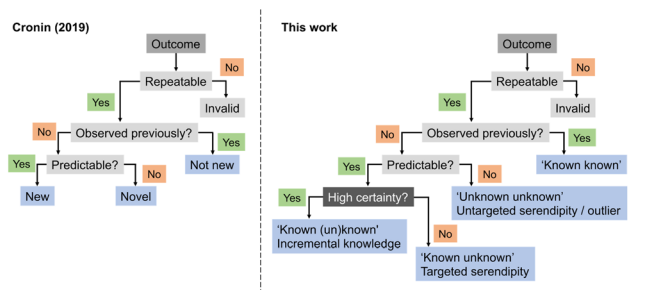 Cronin (2019)
Outcome
Repeatable
No
Yes
Invalid
No
Observed previously?
Yes
Yes
Predictable?
No
Not new
New
Novel
This work
Outcome
Repeatable
No
Yes
Invalid
No
Observed previously?
Yes
Yes
Predictable?
No
‘Known known’
Yes
High certainty?
‘Unknown unknown’
Untargeted serendipity / outlier
‘Known (un)known’
Incremental knowledge
No
‘Known unknown’
Targeted serendipity